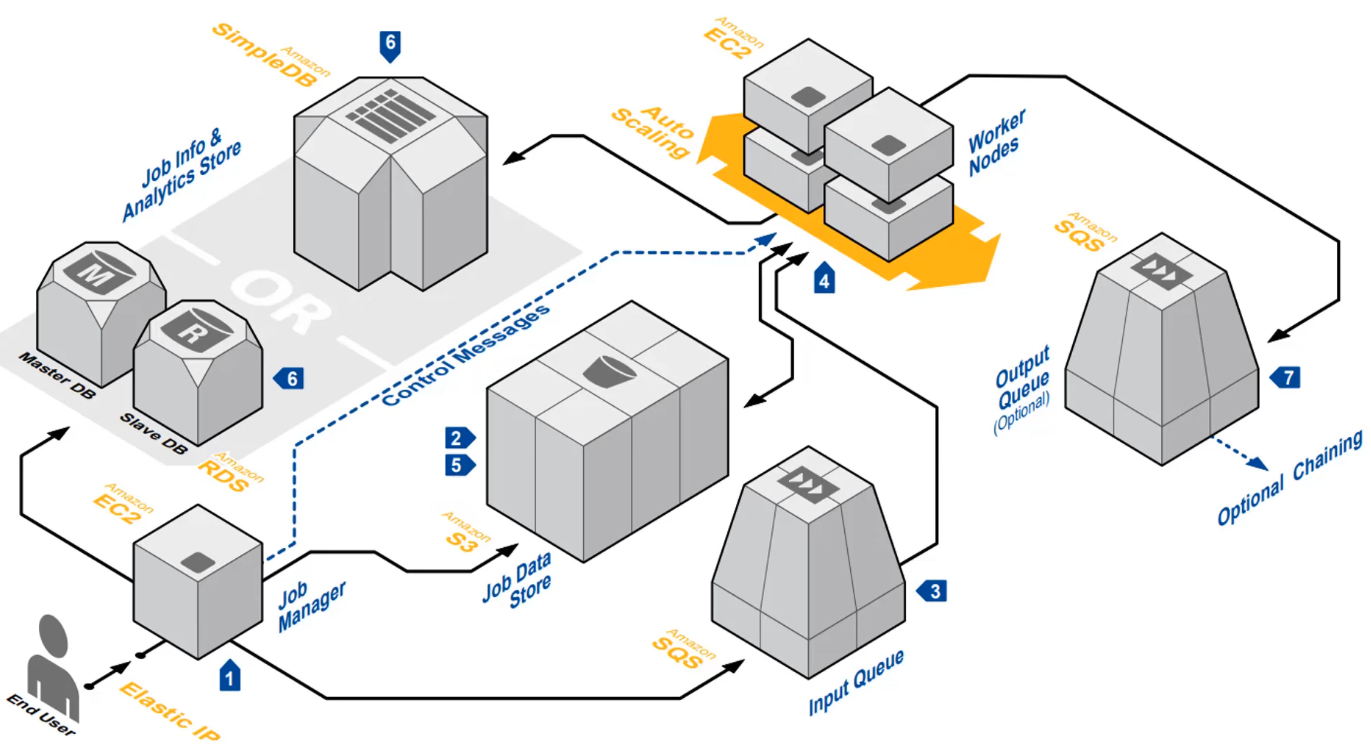 Amazon
SimpleDB
6
Job Info &
Analytics Store
OR
M
Master DB
R
Slave DB
6
Amazon
RDS
Amazon
EC2
Auto
Scaling
Worker
Nodes
4
Control Messages
Amazon
SQS
Output
Queue
(Optional)
7
Optional Chaining
2
5
Amazon
S3
Job Data
Store
Amazon
EC2
Job
Manager
1
End User
Elastic IP
Amazon
SQS
3
Input Queue